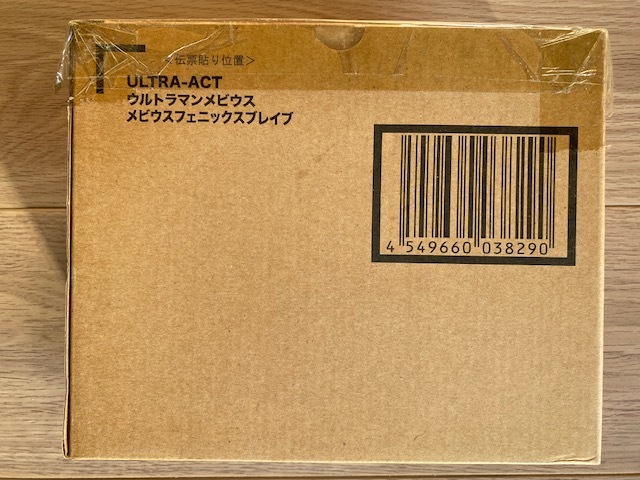 <伝票貼り位置>
ULTRA-ACT
ウルトラマンメビウス
メビウスフェニックスブレイブ
4 549660 038290